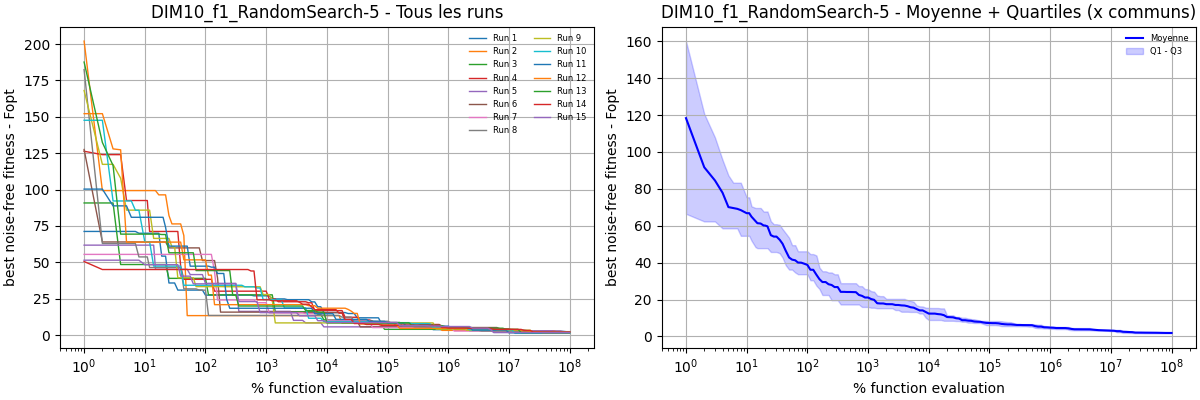 DIM10_f1_RandomSearch-5 - Tous les runs
best noise-free fitness - Fopt
200
175
150
125
100
75
50
25
0
10^0 10^1 10^2 10^3 10^4 10^5 10^6 10^7 10^8
% function evaluation
Run 1
Run 2
Run 3
Run 4
Run 5
Run 6
Run 7
Run 8
Run 9
Run 10
Run 11
Run 12
Run 13
Run 14
Run 15
DIM10_f1_RandomSearch-5 - Moyenne + Quartiles (x communs)
best noise-free fitness - Fopt
160
140
120
100
80
60
40
20
0
10^0 10^1 10^2 10^3 10^4 10^5 10^6 10^7 10^8
% function evaluation
Moyenne
Q1 - Q3